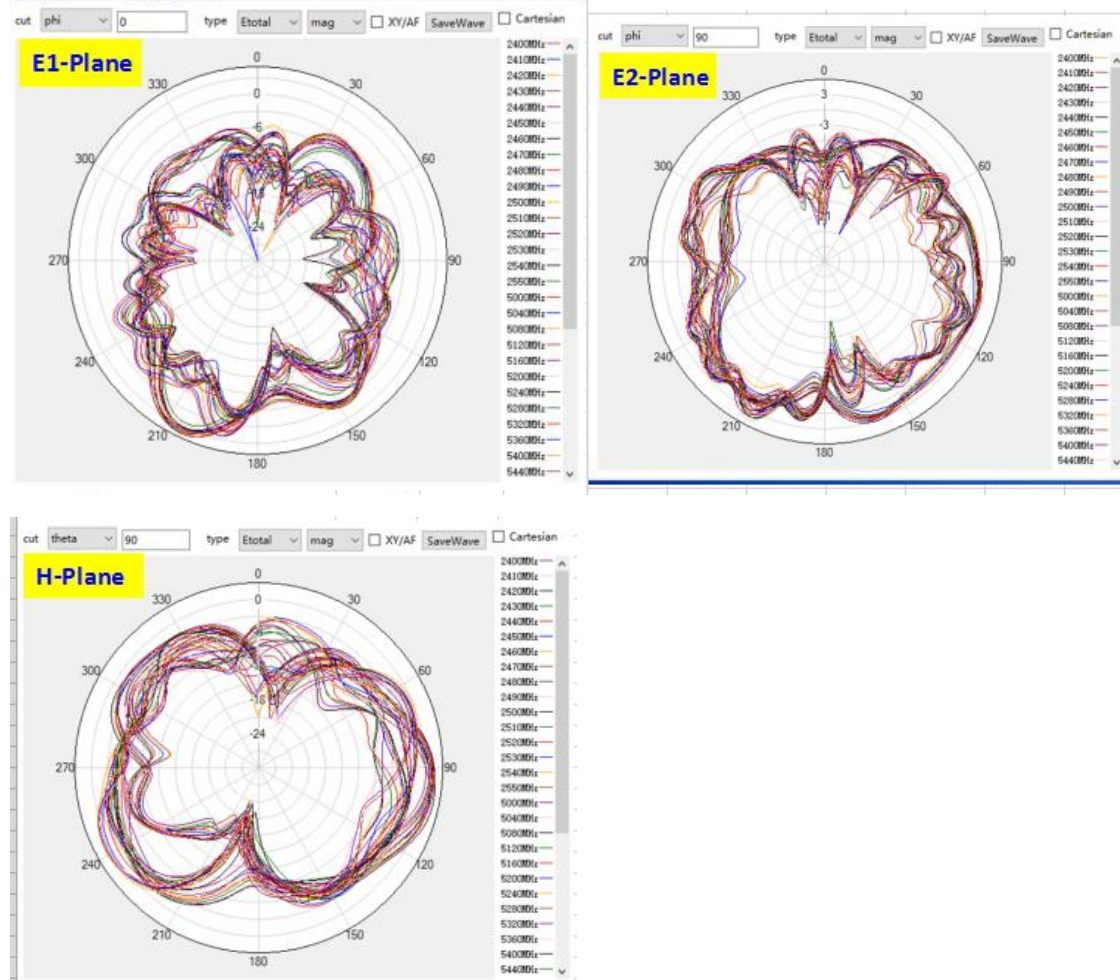 cut phi 0 type Etotal mag XY/AF SaveWave Cartesian
E1-Plane
0
30
60
90
120
150
180
210
240
270
300
330
0
-6
-24
2400MHz
2410MHz
2420MHz
2430MHz
2440MHz
2450MHz
2460MHz
2470MHz
2480MHz
2490MHz
2500MHz
2510MHz
2520MHz
2530MHz
2540MHz
2550MHz
5000MHz
5040MHz
5080MHz
5120MHz
5160MHz
5200MHz
5240MHz
5280MHz
5320MHz
5360MHz
5400MHz
5440MHz
cut phi 90 type Etotal mag XY/AF SaveWave Cartesian
E2-Plane
0
30
60
90
120
150
180
210
240
270
300
330
3
-3
2400MHz
2410MHz
2420MHz
2430MHz
2440MHz
2450MHz
2460MHz
2470MHz
2480MHz
2490MHz
2500MHz
2510MHz
2520MHz
2530MHz
2540MHz
2550MHz
5000MHz
5040MHz
5080MHz
5120MHz
5160MHz
5200MHz
5240MHz
5280MHz
5320MHz
5360MHz
5400MHz
5440MHz
cut theta 90 type Etotal mag XY/AF SaveWave Cartesian
H-Plane
0
30
60
90
120
150
180
210
240
270
300
330
0
-18
-24
2400MHz
2410MHz
2420MHz
2430MHz
2440MHz
2450MHz
2460MHz
2470MHz
2480MHz
2490MHz
2500MHz
2510MHz
2520MHz
2530MHz
2540MHz
2550MHz
5000MHz
5040MHz
5080MHz
5120MHz
5160MHz
5200MHz
5240MHz
5280MHz
5320MHz
5360MHz
5400MHz
5440MHz